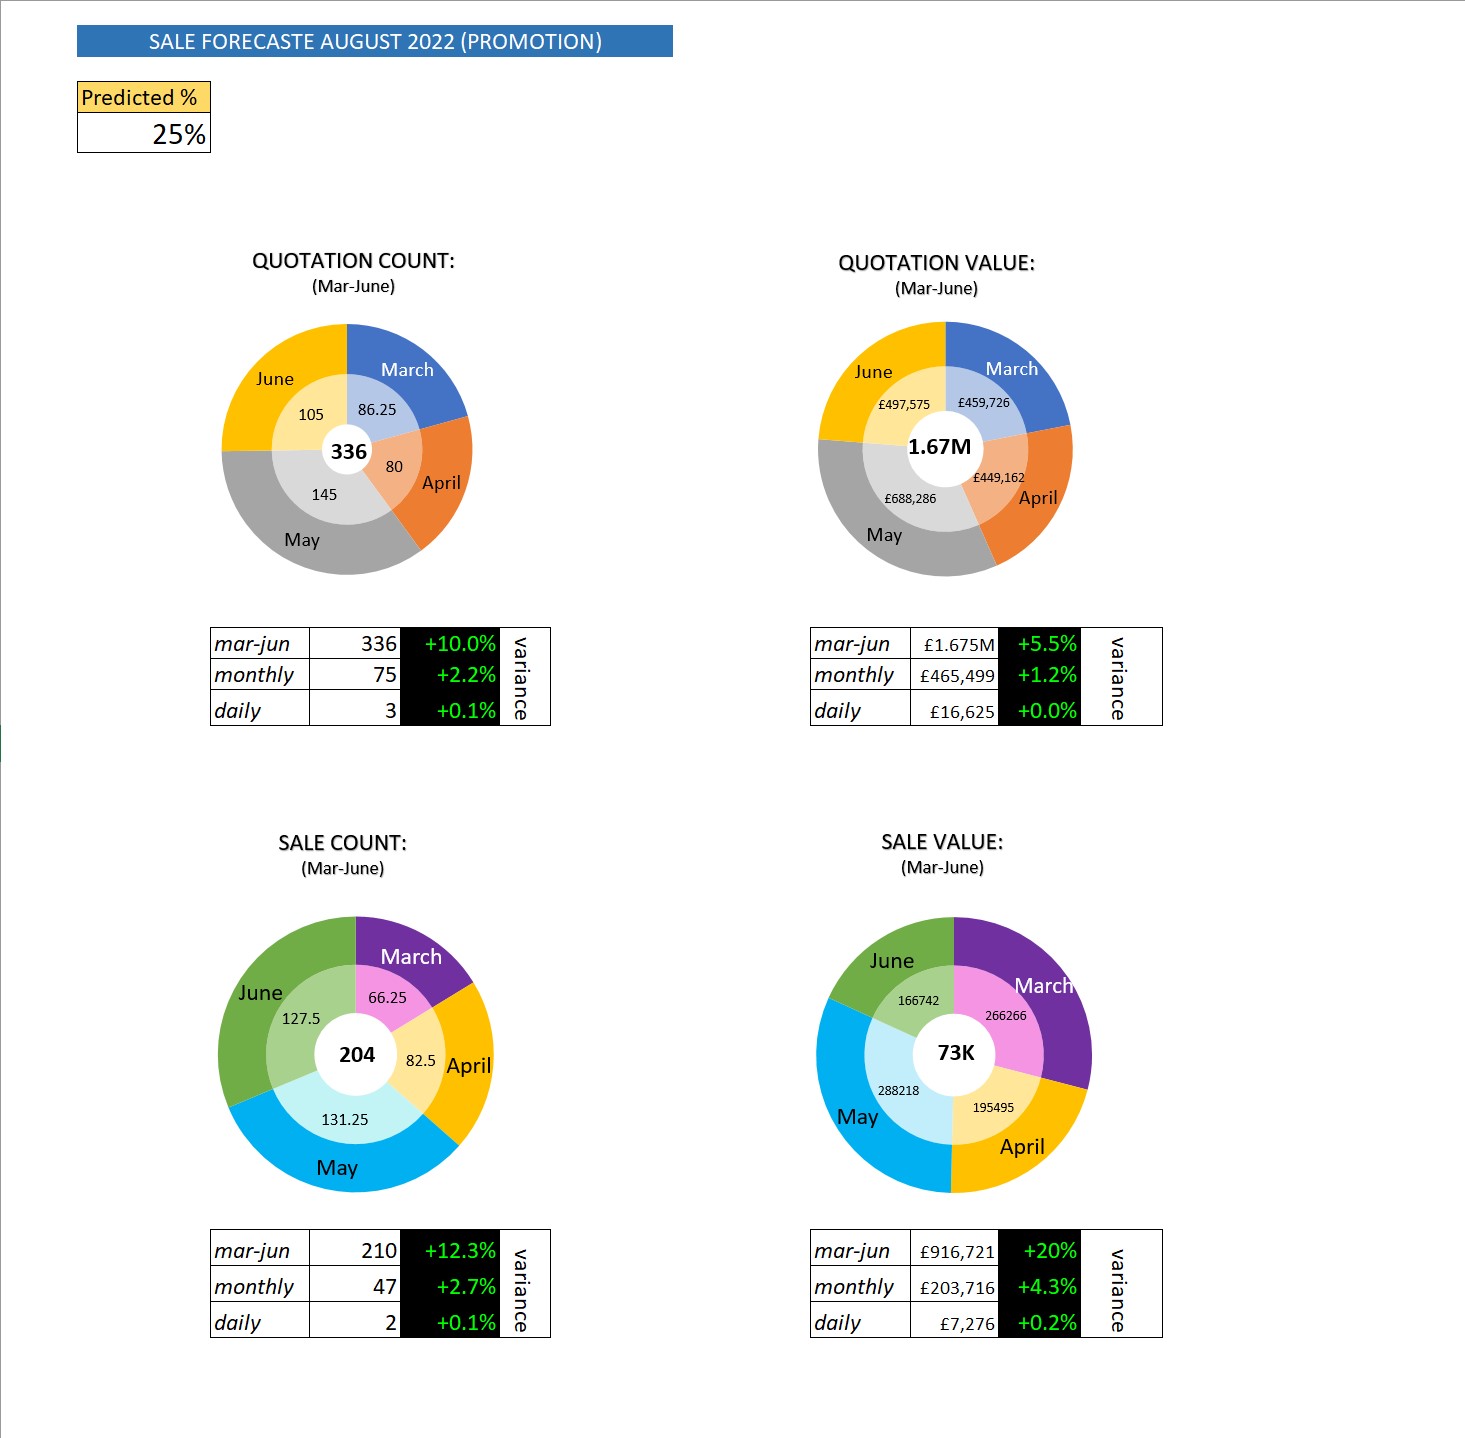 SALE FORECASTE AUGUST 2022 (PROMOTION)
Predicted %
25%
QUOTATION COUNT:
(Mar-June)
June
March
105
86.25
336
80
April
145
May
mar-jun 336 +10.0%
monthly 75 +2.2%
daily 3 +0.1%
variance
QUOTATION VALUE:
(Mar-June)
June
March
£497,575
£459,726
1.67M
£449,162
£688,286
April
May
mar-jun £1.675M +5.5%
monthly £465,499 +1.2%
daily £16,625 +0.0%
variance
SALE COUNT:
(Mar-June)
March
June
66.25
127.5
204
82.5
April
131.25
May
mar-jun 210 +12.3%
monthly 47 +2.7%
daily 2 +0.1%
variance
SALE VALUE:
(Mar-June)
June
March
166742
266266
73K
288218
195495
May
April
mar-jun £916,721 +20%
monthly £203,716 +4.3%
daily £7,276 +0.2%
variance